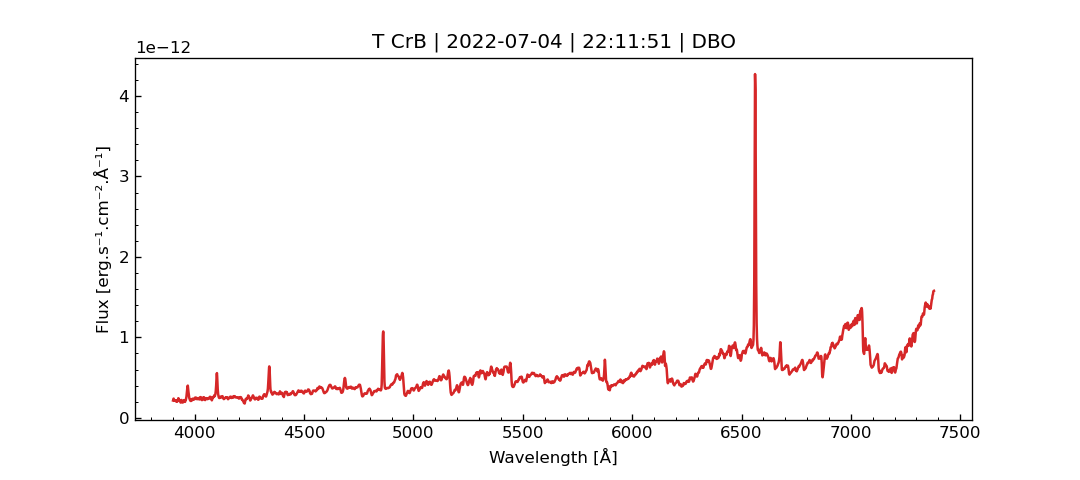 T CrB | 2022-07-04 | 22:11:51 | DBO
1e−12
4
3
2
1
0
Flux [erg.s⁻¹.cm⁻².Å⁻¹]
4000 4500 5000 5500 6000 6500 7000 7500
Wavelength [Å]